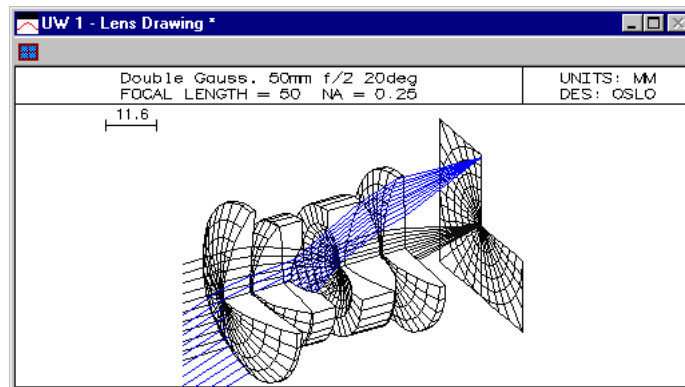 UW 1 - Lens Drawing *
Double Gauss. 50mm f/2 20deg
FOCAL LENGTH = 50 NA = 0.25
UNITS: MM
DES: OSLO
11.6